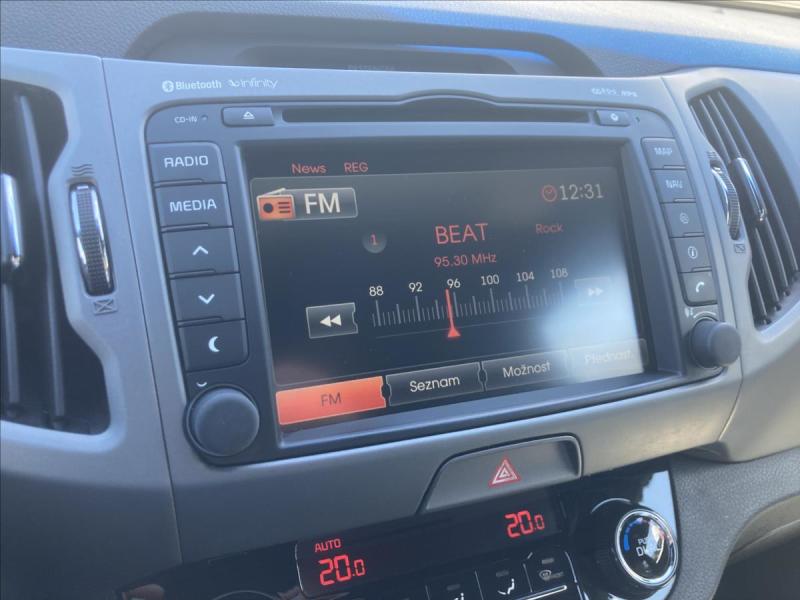 Bluetooth infinity
CD-IN
RADIO
MEDIA
MAP
NAV
News REG
FM
12:31
1
BEAT
Rock
95.30 MHz
88 92 96 100 104 108
FM Seznam Možnost Přednast.
AUTO
20.0
20.0